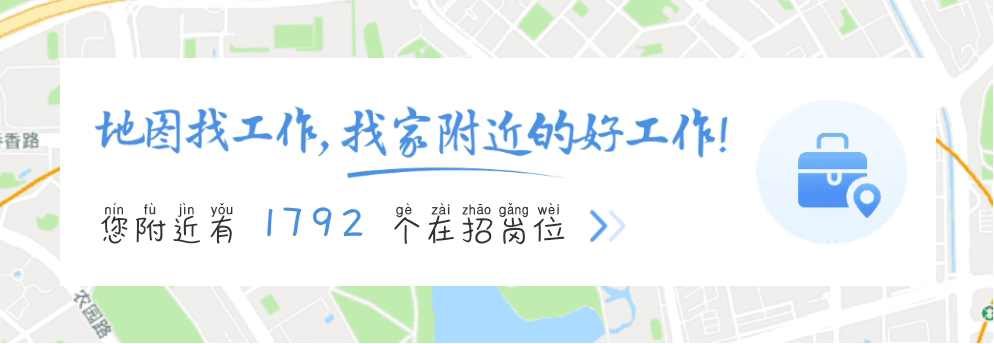 地图找工作,找家附近的好工作!
香路
nín fù jìn yǒu gè zài zhāo gǎng wèi
您附近有 1792 个在招岗位
农园路